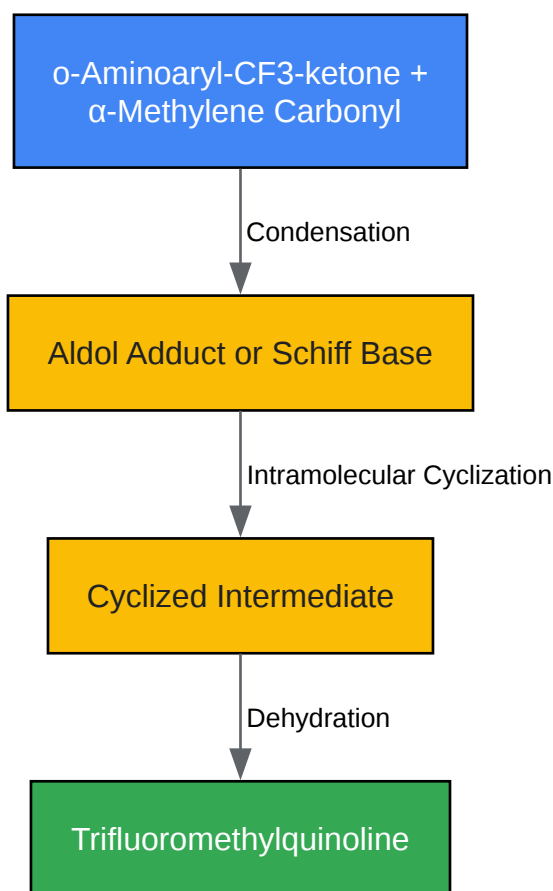 o-Aminoaryl-CF3-ketone +
α-Methylene Carbonyl
Condensation
Aldol Adduct or Schiff Base
Intramolecular Cyclization
Cyclized Intermediate
Dehydration
Trifluoromethylquinoline